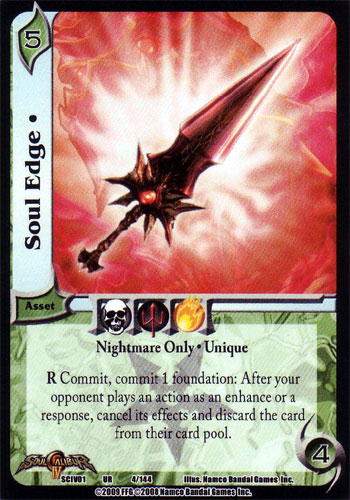 5
Soul Edge •
Asset
Nightmare Only • Unique
R Commit, commit 1 foundation: After your
opponent plays an action as an enhance or a
response, cancel its effects and discard the card
from their card pool.
4
SOULCALIBUR
IV
SCIV01 UR 4/144 Illus. Namco Bandai Games Inc.
©2009 FFG ©2008 Namco Bandai Games Inc.